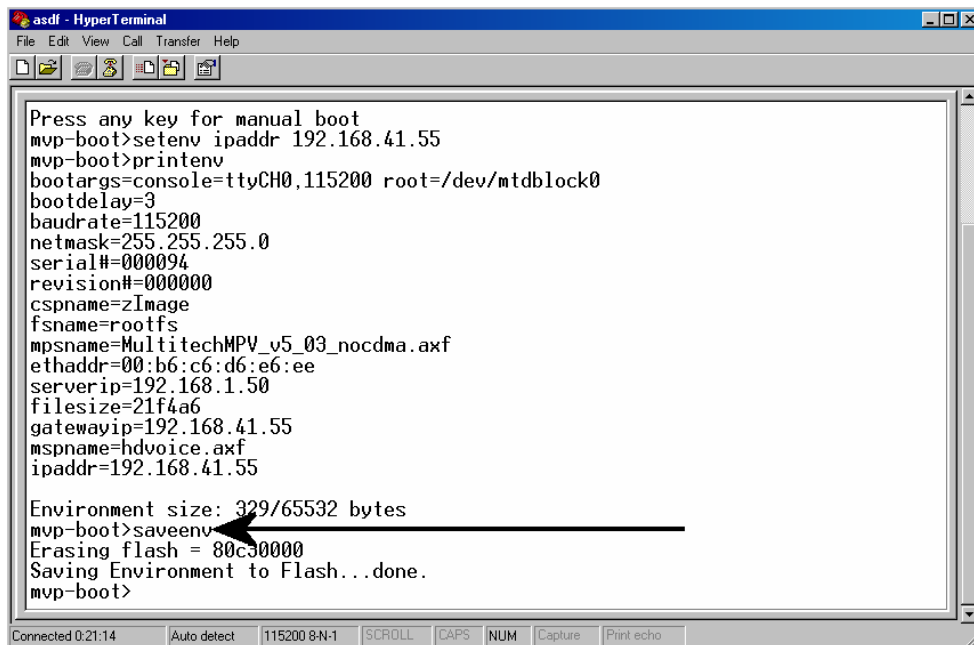 asdf - HyperTerminal
File Edit View Call Transfer Help
Press any key for manual boot
mvp-boot>setenv ipaddr 192.168.41.55
mvp-boot>printenv
bootargs=console=ttyCH0,115200 root=/dev/mtdblock0
bootdelay=3
baudrate=115200
netmask=255.255.255.0
serial#=000094
revision#=000000
cspname=zImage
fsname=rootfs
mpsname=MultitechMPV_v5_03_nocdma.axf
ethaddr=00:b6:c6:d6:e6:ee
serverip=192.168.1.50
filesize=21f4a6
gatewayip=192.168.41.55
mspname=hdvoice.axf
ipaddr=192.168.41.55
Environment size: 329/65532 bytes
mvp-boot>saveenv
Erasing flash = 80c30000
Saving Environment to Flash...done.
mvp-boot>
Connected 0:21:14 Auto detect 115200 8-N-1 SCROLL CAPS NUM Capture Print echo